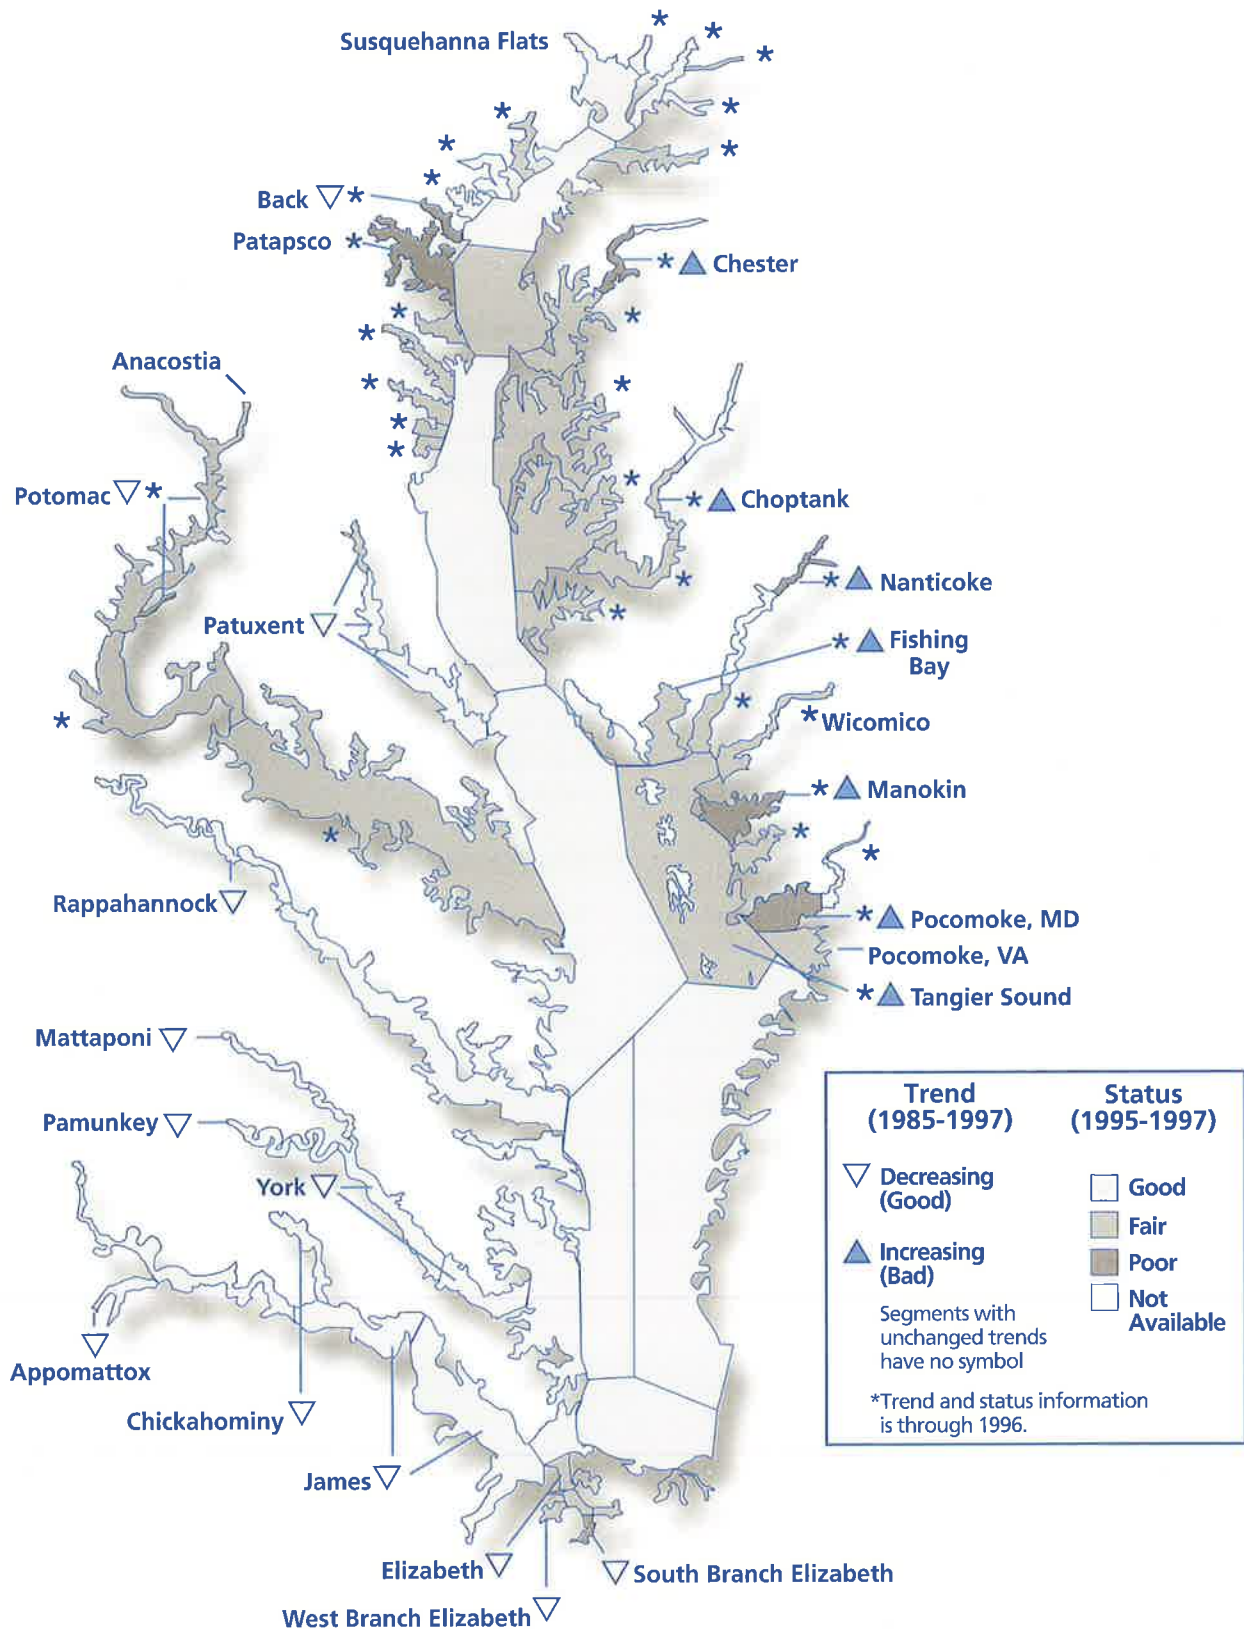 Susquehanna Flats
Back
*
Patapsco *
* Chester
Anacostia
Potomac *
* Choptank
* Nanticoke
Patuxent
* Fishing
Bay
*Wicomico
* Manokin
Rappahannock
* Pocomoke, MD
Pocomoke, VA
* Tangier Sound
Mattaponi
Pamunkey
York
Appomattox
Chickahominy
James
Elizabeth
South Branch Elizabeth
West Branch Elizabeth
Trend
(1985-1997)
Decreasing
(Good)
Increasing
(Bad)
Segments with
unchanged trends
have no symbol
Status
(1995-1997)
Good
Fair
Poor
Not
Available
*Trend and status information
is through 1996.